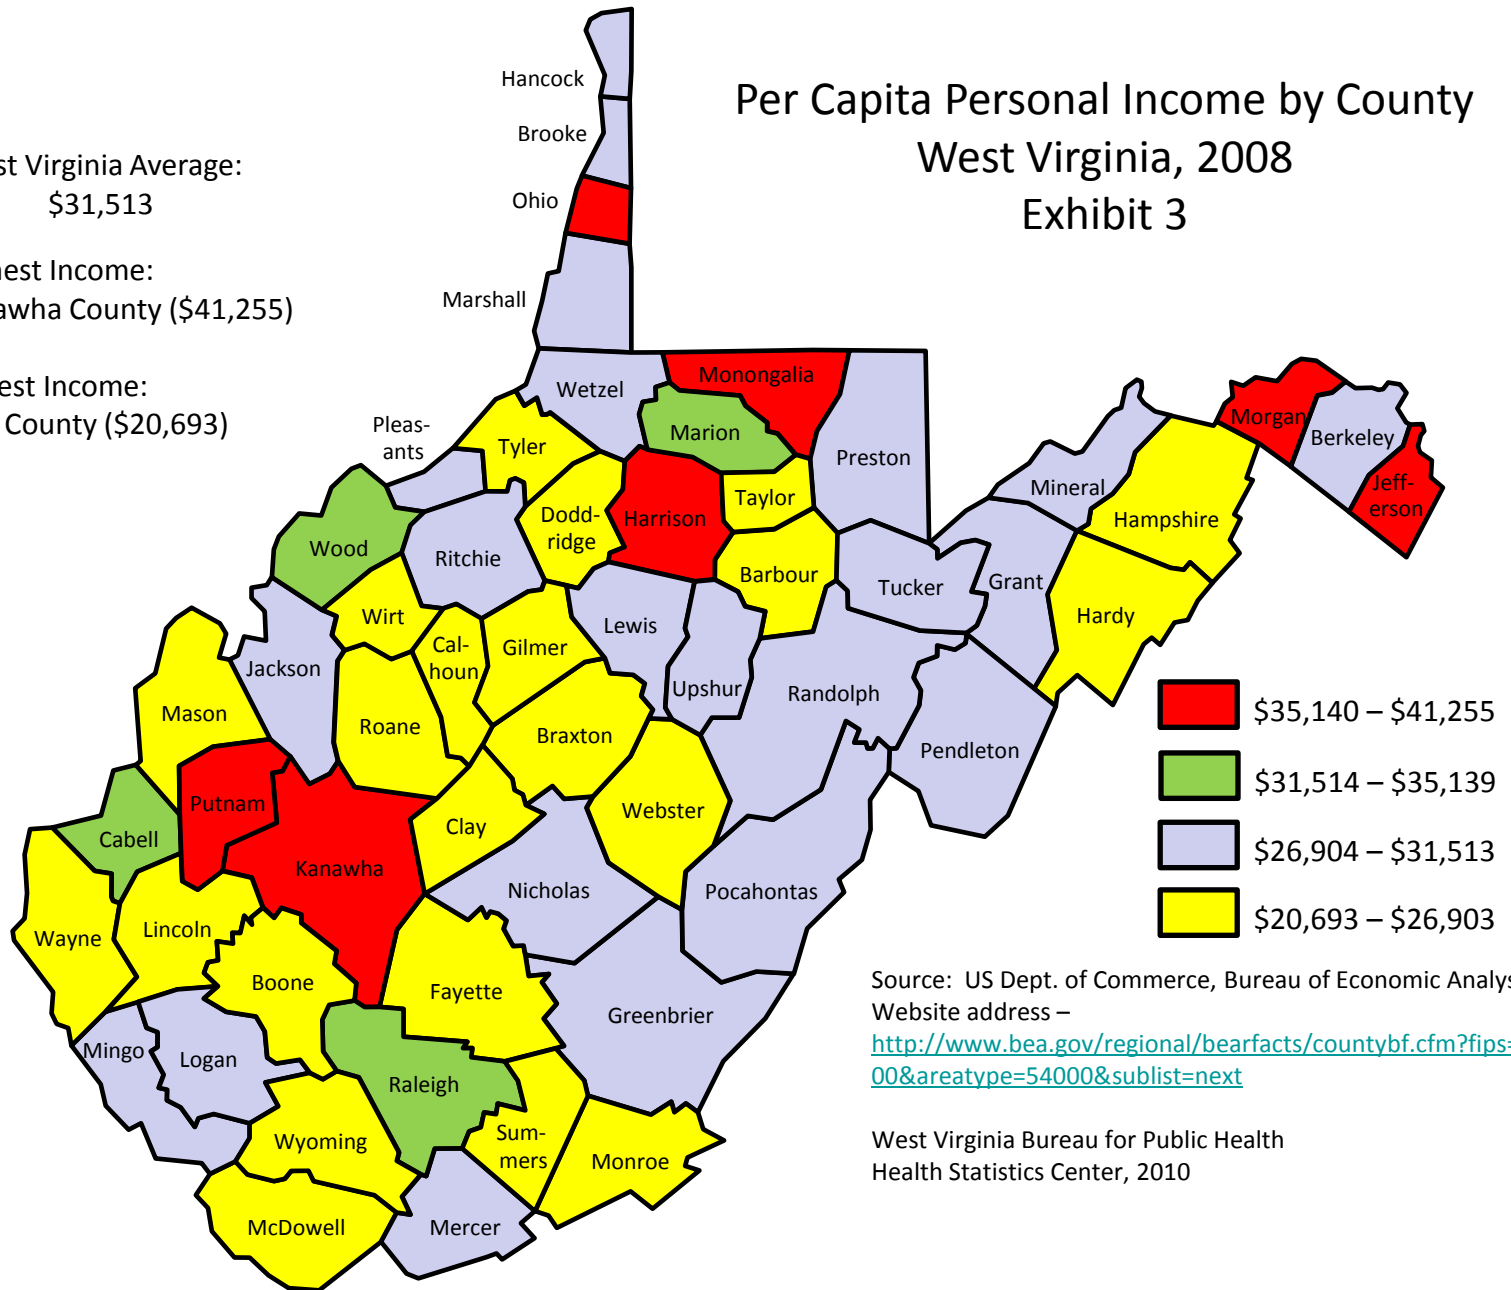 Per Capita Personal Income by County
West Virginia, 2008
Exhibit 3
st Virginia Average:
$31,513
nest Income:
awha County ($41,255)
est Income:
County ($20,693)
Hancock
Brooke
Ohio
Marshall
Wetzel
Monongalia
Marion
Preston
Morgan
Berkeley
Jeff-
erson
Mineral
Hampshire
Pleas-
ants
Tyler
Dodd-
ridge
Harrison
Taylor
Wood
Ritchie
Barbour
Tucker
Grant
Hardy
Wirt
Cal-
houn
Gilmer
Lewis
Upshur
Randolph
Jackson
Mason
Roane
Braxton
Pendleton
Putnam
Clay
Webster
Cabell
Kanawha
Nicholas
Pocahontas
Wayne
Lincoln
Boone
Fayette
Greenbrier
Mingo
Logan
Raleigh
Wyoming
Sum-
mers
Monroe
McDowell
Mercer
$35,140 – $41,255
$31,514 – $35,139
$26,904 – $31,513
$20,693 – $26,903
Source: US Dept. of Commerce, Bureau of Economic Analys
Website address –
http://www.bea.gov/regional/bearfacts/countybf.cfm?fips=
00&areatype=54000&sublist=next
West Virginia Bureau for Public Health
Health Statistics Center, 2010